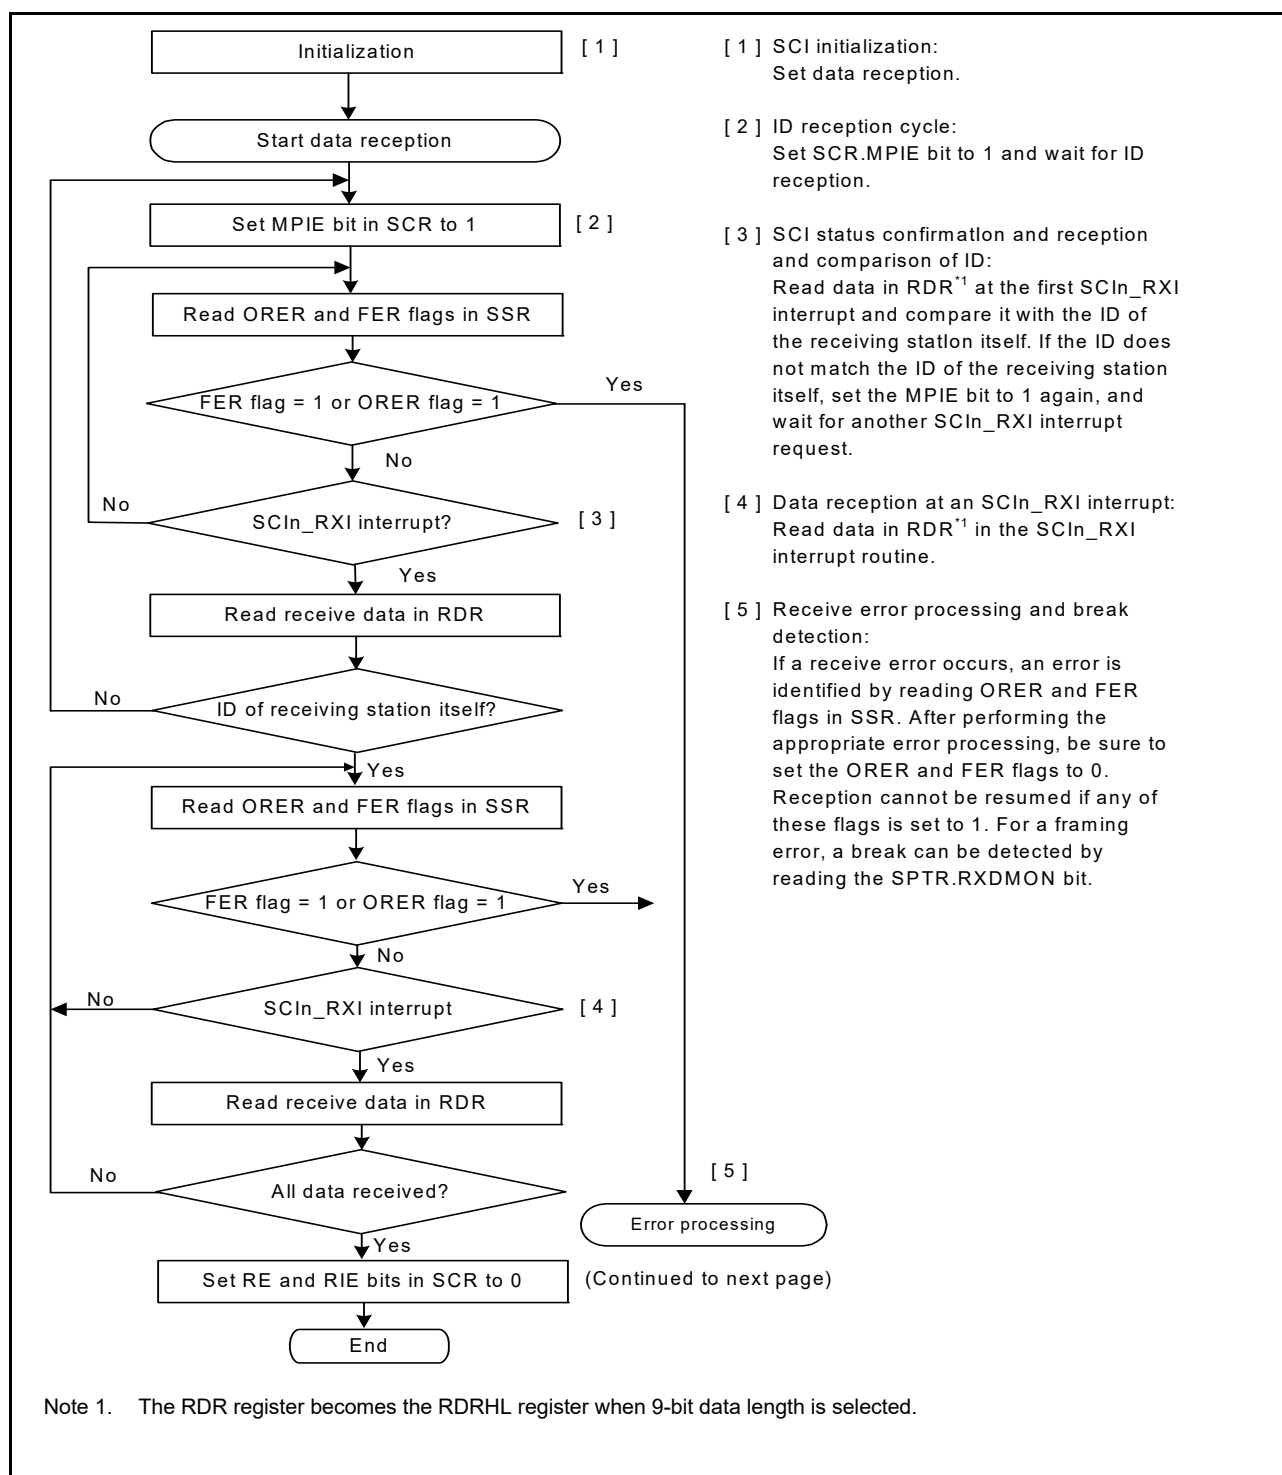 Initialization
[ 1 ]
Start data reception
Set MPIE bit in SCR to 1
[ 2 ]
Read ORER and FER flags in SSR
FER flag = 1 or ORER flag = 1
Yes
No
SCIn_RXI interrupt?
[ 3 ]
No
Yes
Read receive data in RDR
ID of receiving station itself?
No
Yes
Read ORER and FER flags in SSR
FER flag = 1 or ORER flag = 1
Yes
No
SCIn_RXI interrupt
[ 4 ]
No
Yes
Read receive data in RDR
All data received?
No
Yes
[ 5 ]
Error processing
Set RE and RIE bits in SCR to 0
(Continued to next page)
End
[ 1 ] SCI initialization:
Set data reception.
[ 2 ] ID reception cycle:
Set SCR.MPIE bit to 1 and wait for ID
reception.
[ 3 ] SCI status confirmatlon and reception
and comparison of ID:
Read data in RDR*1 at the first SCIn_RXI
interrupt and compare it with the ID of
the receiving statlon itself. If the ID does
not match the ID of the receiving station
itself, set the MPIE bit to 1 again, and
wait for another SCIn_RXI interrupt
request.
[ 4 ] Data reception at an SCIn_RXI interrupt:
Read data in RDR*1 in the SCIn_RXI
interrupt routine.
[ 5 ] Receive error processing and break
detection:
If a receive error occurs, an error is
identified by reading ORER and FER
flags in SSR. After performing the
appropriate error processing, be sure to
set the ORER and FER flags to 0.
Reception cannot be resumed if any of
these flags is set to 1. For a framing
error, a break can be detected by
reading the SPTR.RXDMON bit.
Note 1. The RDR register becomes the RDRHL register when 9-bit data length is selected.